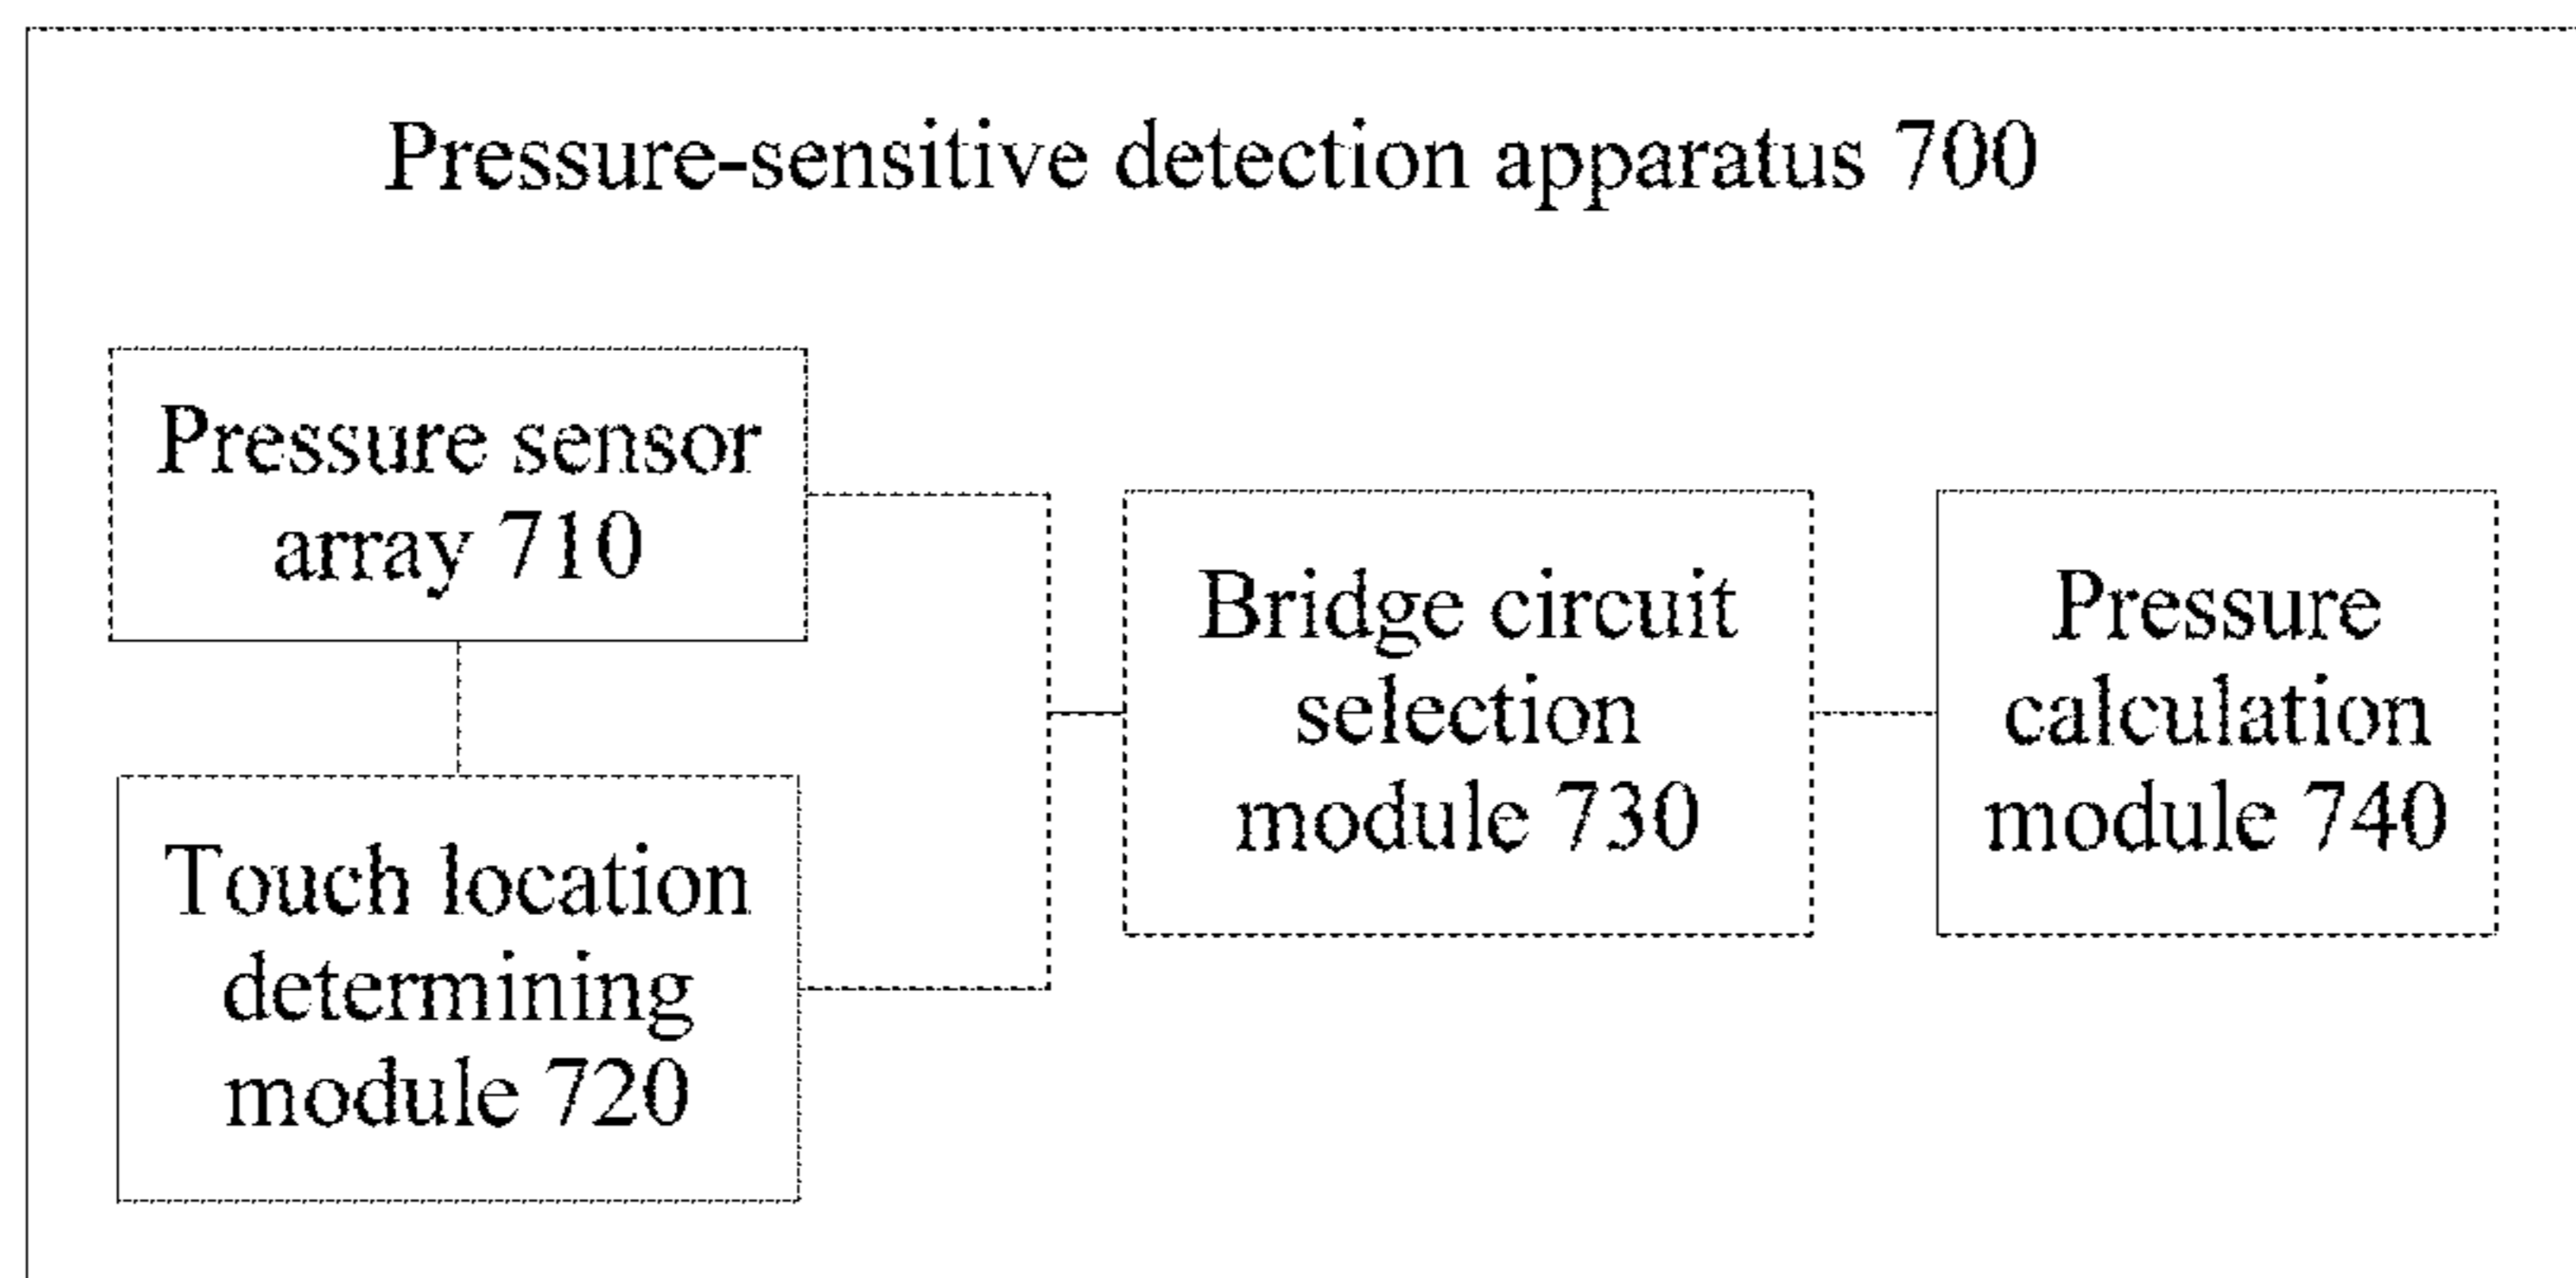 Pressure-sensitive detection apparatus 700
Pressure sensor
array 710
Touch location
determining
module 720
Bridge circuit
selection
module 730
Pressure
calculation
module 740